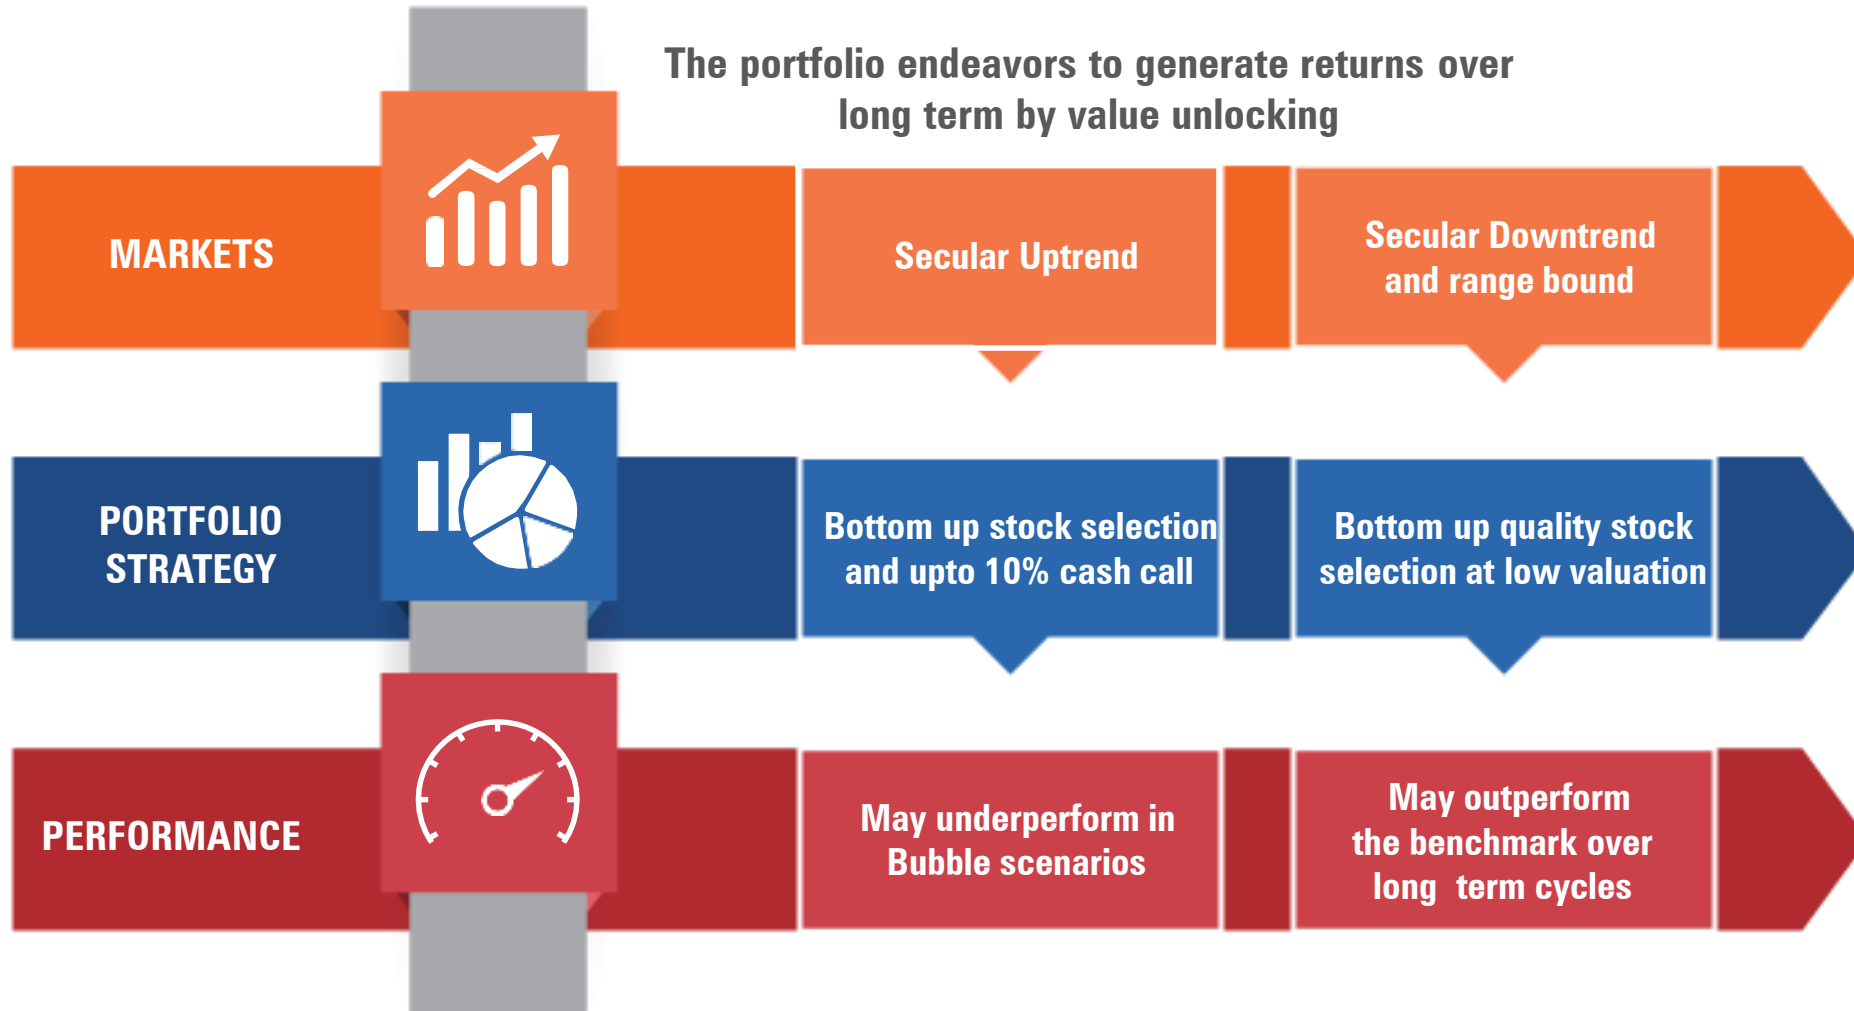 The portfolio endeavors to generate returns over
long term by value unlocking
MARKETS
Secular Uptrend
Secular Downtrend
and range bound
PORTFOLIO
STRATEGY
Bottom up stock selection
and upto 10% cash call
Bottom up quality stock
selection at low valuation
PERFORMANCE
May underperform in
Bubble scenarios
May outperform
the benchmark over
long  term cycles